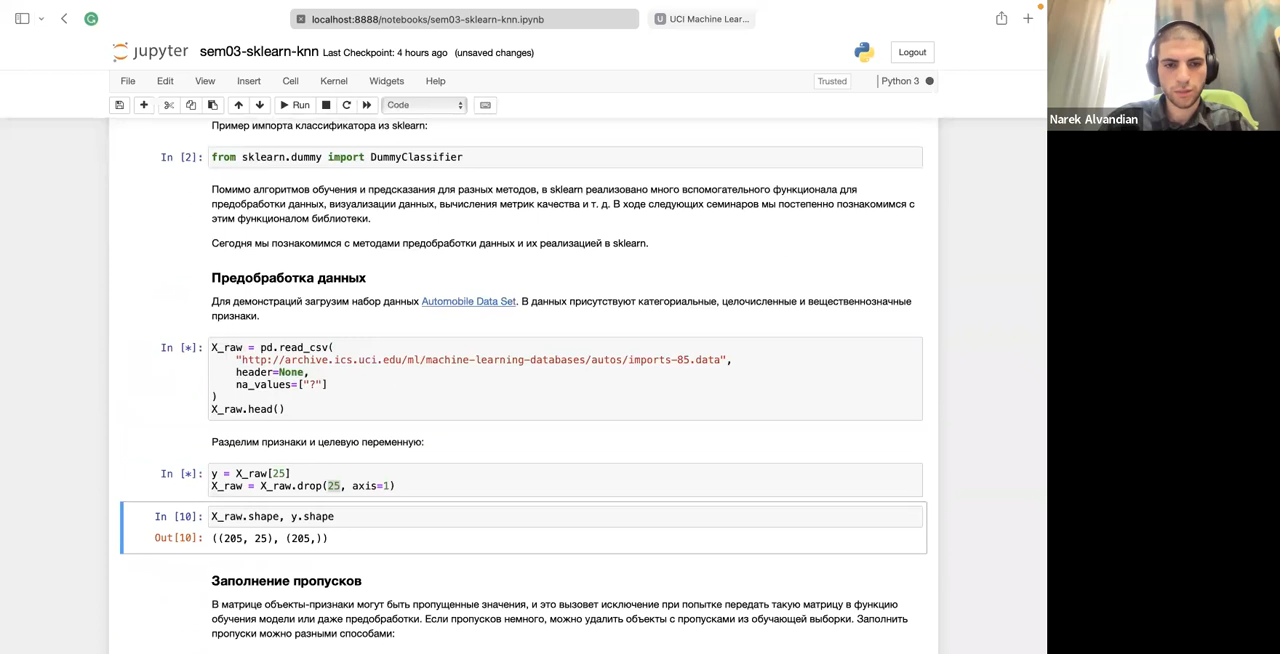 localhost:8888/notebooks/sem03-sklearn-knn.ipynb
U UCI Machine Lear...
jupyter sem03-sklearn-knn Last Checkpoint: 4 hours ago (unsaved changes)
Logout
File Edit View Insert Cell Kernel Widgets Help
Trusted
Python 3
Run
Code
Narek Alvandian
Пример импорта классификатора из sklearn:
In [2]: from sklearn.dummy import DummyClassifier
Помимо алгоритмов обучения и предсказания для разных методов, в sklearn реализовано много вспомогательного функционала для
предобработки данных, визуализации данных, вычисления метрик качества и т. д. В ходе следующих семинаров мы постепенно познакомимся с
этим функционалом библиотеки.
Сегодня мы познакомимся с методами предобработки данных и их реализацией в sklearn.
Предобработка данных
Для демонстраций загрузим набор данных Automobile Data Set. В данных присутствуют категориальные, целочисленные и вещественнозначные
признаки.
In [*]: X_raw = pd.read_csv(
"http://archive.ics.uci.edu/ml/machine-learning-databases/autos/imports-85.data",
header=None,
na_values=["?"]
)
X_raw.head()
Разделим признаки и целевую переменную:
In [*]: y = X_raw[25]
X_raw = X_raw.drop(25, axis=1)
In [10]: X_raw.shape, y.shape
Out[10]: ((205, 25), (205,))
Заполнение пропусков
В матрице объекты-признаки могут быть пропущенные значения, и это вызовет исключение при попытке передать такую матрицу в функцию
обучения модели или даже предобработки. Если пропусков немного, можно удалить объекты с пропусками из обучающей выборки. Заполнить
пропуски можно разными способами: